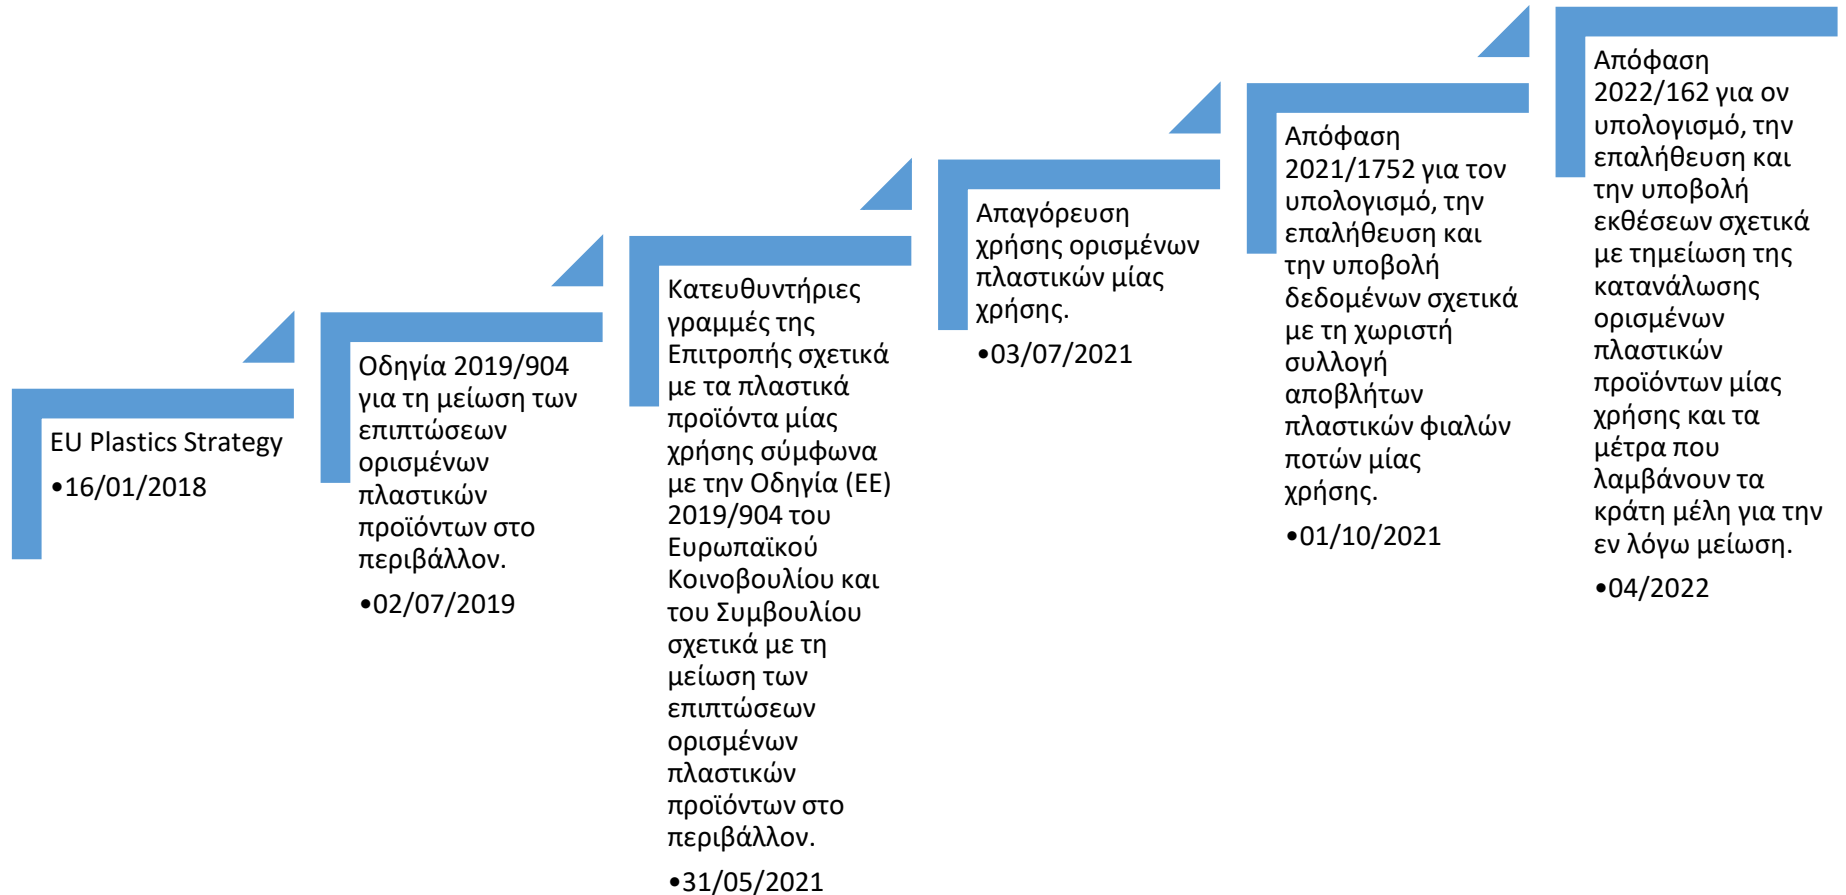 EU Plastics Strategy
•16/01/2018
Οδηγία 2019/904
για τη μείωση των
επιπτώσεων
ορισμένων
πλαστικών
προϊόντων στο
περιβάλλον.
•02/07/2019
Κατευθυντήριες
γραμμές της
Επιτροπής σχετικά
με τα πλαστικά
προϊόντα μίας
χρήσης σύμφωνα
με την Οδηγία (ΕΕ)
2019/904 του
Ευρωπαϊκού
Κοινοβουλίου και
του Συμβουλίου
σχετικά με τη
μείωση των
επιπτώσεων
ορισμένων
πλαστικών
προϊόντων στο
περιβάλλον.
•31/05/2021
Απαγόρευση
χρήσης ορισμένων
πλαστικών μίας
χρήσης.
•03/07/2021
Απόφαση
2021/1752 για τον
υπολογισμό, την
επαλήθευση και
την υποβολή
δεδομένων σχετικά
με τη χωριστή
συλλογή
αποβλήτων
πλαστικών φιαλών
ποτών μίας
χρήσης.
•01/10/2021
Απόφαση
2022/162 για ον
υπολογισμό, την
επαλήθευση και
την υποβολή
εκθέσεων σχετικά
με τημείωση της
κατανάλωσης
ορισμένων
πλαστικών
προϊόντων μίας
χρήσης και τα
μέτρα που
λαμβάνουν τα
κράτη μέλη για την
εν λόγω μείωση.
•04/2022